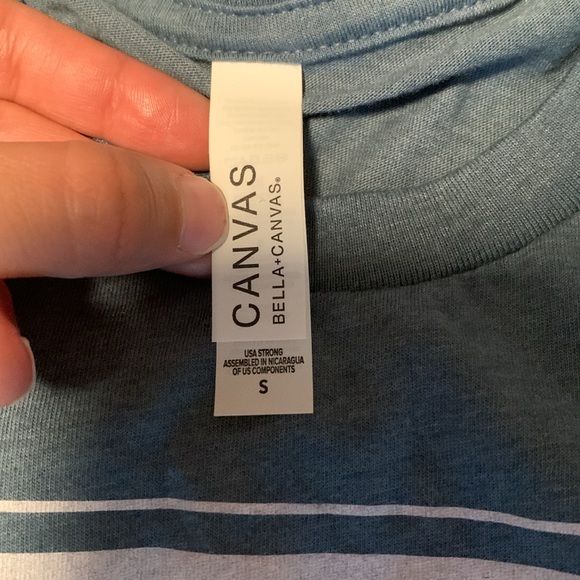 CANVAS
BELLA+CANVAS®
USA STRONG
ASSEMBLED IN NICARAGUA
OF US COMPONENTS
S